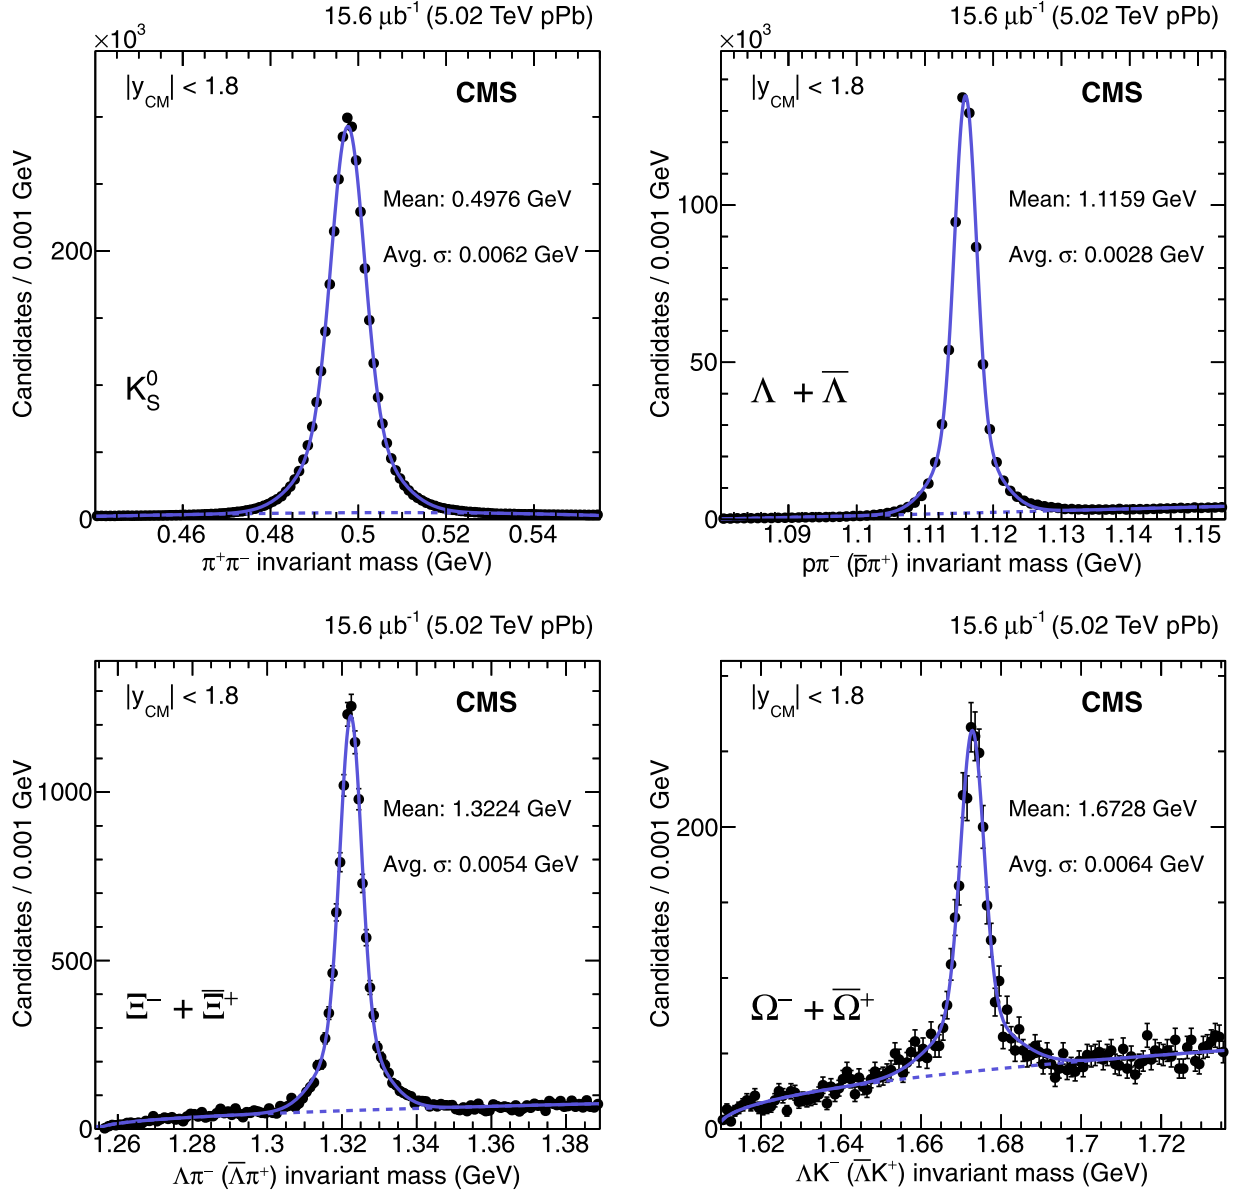 15.6 μb⁻¹ (5.02 TeV pPb)
×10³
|y_CM| < 1.8
CMS
Mean: 0.4976 GeV
Avg. σ: 0.0062 GeV
K⁰_S
Candidates / 0.001 GeV
200
0
0.46 0.48 0.5 0.52 0.54
π⁺π⁻ invariant mass (GeV)
15.6 μb⁻¹ (5.02 TeV pPb)
×10³
|y_CM| < 1.8
CMS
Mean: 1.1159 GeV
Avg. σ: 0.0028 GeV
Λ + Λ̅
Candidates / 0.001 GeV
100
50
0
1.09 1.1 1.11 1.12 1.13 1.14 1.15
pπ⁻ (p̅π⁺) invariant mass (GeV)
15.6 μb⁻¹ (5.02 TeV pPb)
|y_CM| < 1.8
CMS
Mean: 1.3224 GeV
Avg. σ: 0.0054 GeV
Ξ⁻ + Ξ̅⁺
Candidates / 0.001 GeV
1000
500
0
1.26 1.28 1.3 1.32 1.34 1.36 1.38
Λπ⁻ (Λ̅π⁺) invariant mass (GeV)
15.6 μb⁻¹ (5.02 TeV pPb)
|y_CM| < 1.8
CMS
Mean: 1.6728 GeV
Avg. σ: 0.0064 GeV
Ω⁻ + Ω̅⁺
Candidates / 0.001 GeV
200
0
1.62 1.64 1.66 1.68 1.7 1.72
ΛK⁻ (Λ̅K⁺) invariant mass (GeV)